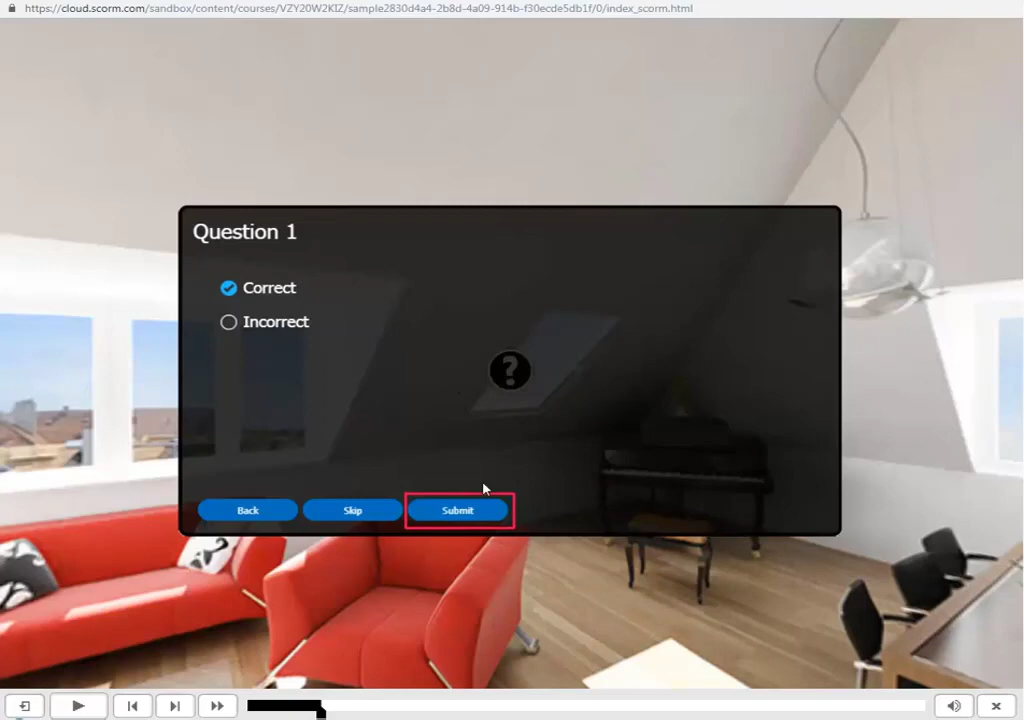 https://cloud.scorm.com/sandbox/content/courses/VZY20W2KIZ/sample2830d4a4-2b8d-4a09-914b-f30ecde5db1f/0/index_scorm.html
Question 1
Correct
Incorrect
?
Back Skip Submit